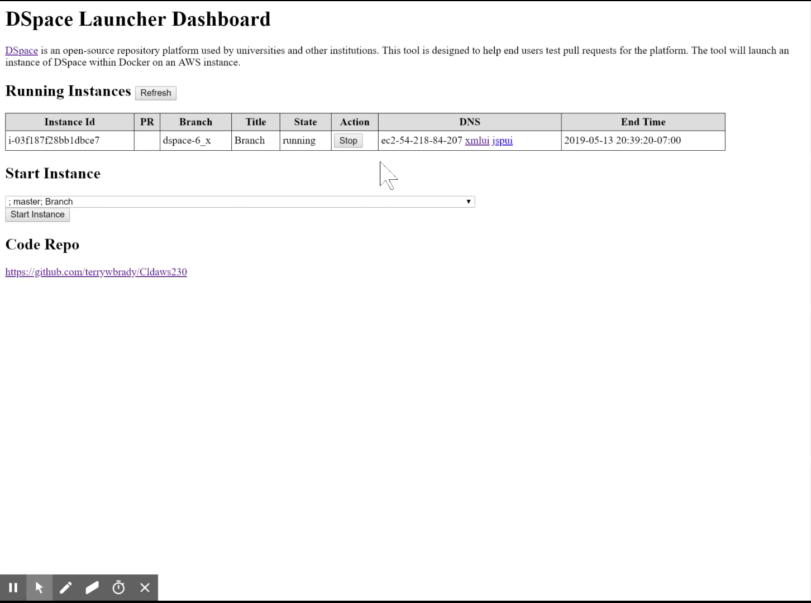 DSpace Launcher Dashboard
DSpace is an open-source repository platform used by universities and other institutions. This tool is designed to help end users test pull requests for the platform. The tool will launch an
instance of DSpace within Docker on an AWS instance.
Running Instances Refresh
Instance Id PR Branch Title State Action DNS End Time
i-03f187f28bb1dbce7 dspace-6_x Branch running Stop ec2-54-218-84-207 xmlui jspui 2019-05-13 20:39:20-07:00
Start Instance
; master; Branch
Start Instance
Code Repo
https://github.com/terrywbrady/Cldaws230